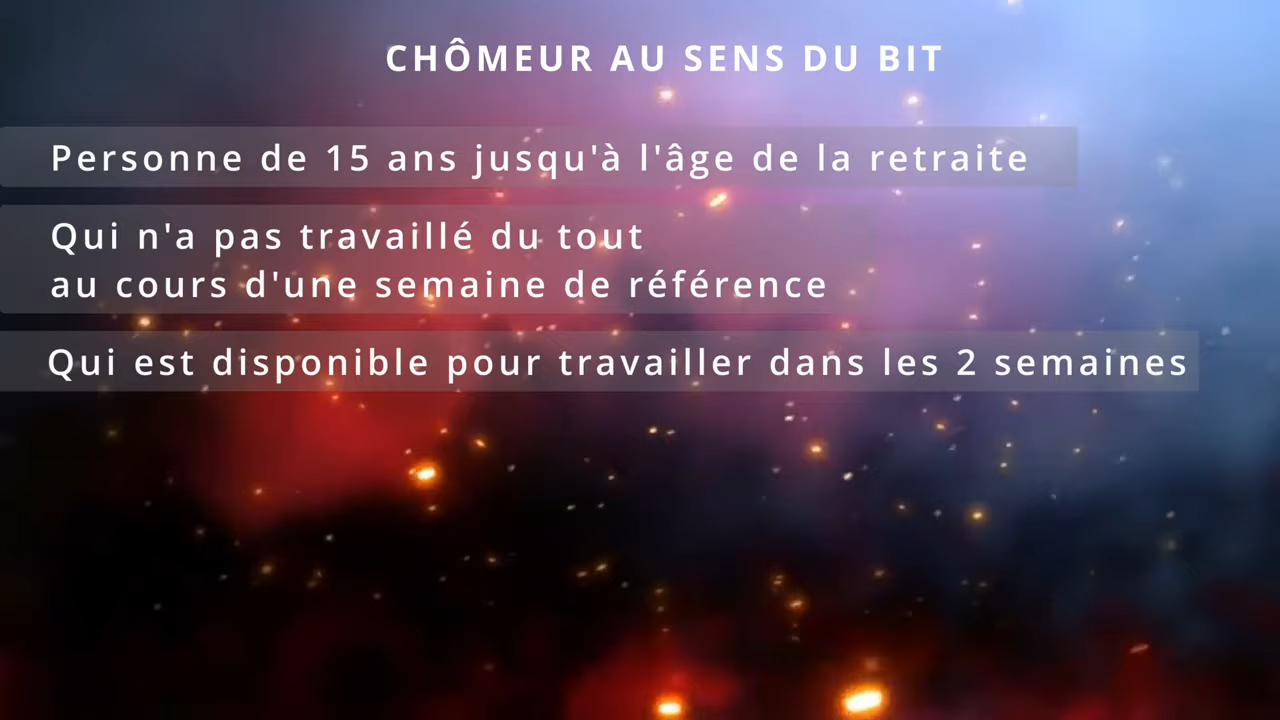 CHÔMEUR AU SENS DU BIT
Personne de 15 ans jusqu'à l'âge de la retraite
Qui n'a pas travaillé du tout
au cours d'une semaine de référence
Qui est disponible pour travailler dans les 2 semaines